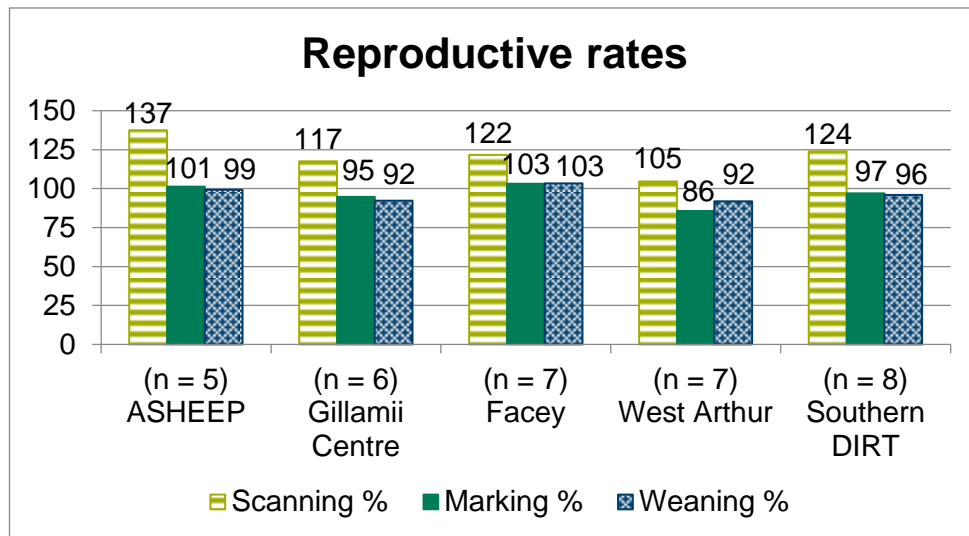 Reproductive rates
150
125
100
75
50
25
0
137
101
99
117
95
92
122
103
103
105
86
92
124
97
96
(n = 5)
ASHEEP
(n = 6)
Gillamii
Centre
(n = 7)
Facey
(n = 7)
West Arthur
(n = 8)
Southern
DIRT
Scanning % Marking % Weaning %